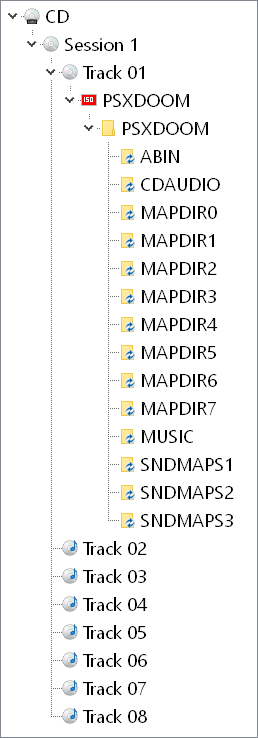 CD
Session 1
Track 01
ISO PSXDOOM
PSXDOOM
ABIN
CDAUDIO
MAPDIR0
MAPDIR1
MAPDIR2
MAPDIR3
MAPDIR4
MAPDIR5
MAPDIR6
MAPDIR7
MUSIC
SNDMAPS1
SNDMAPS2
SNDMAPS3
Track 02
Track 03
Track 04
Track 05
Track 06
Track 07
Track 08